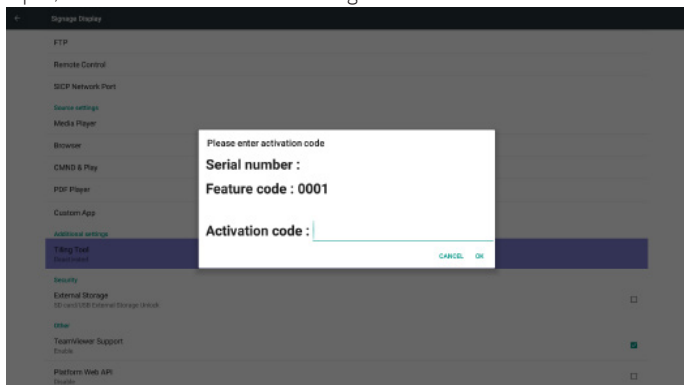 Signage Display
FTP
Remote Control
SICP Network Port
Source settings
Media Player
Browser
CMND & Play
PDF Player
Custom App
Additional settings
Tiling Tool
Please enter activation code
Serial number :
Feature code : 0001
Activation code :
CANCEL OK
Security
External Storage
SD card/USB External Storage Unlock
Other
TeamViewer Support
Enable
Platform Web API
Disable